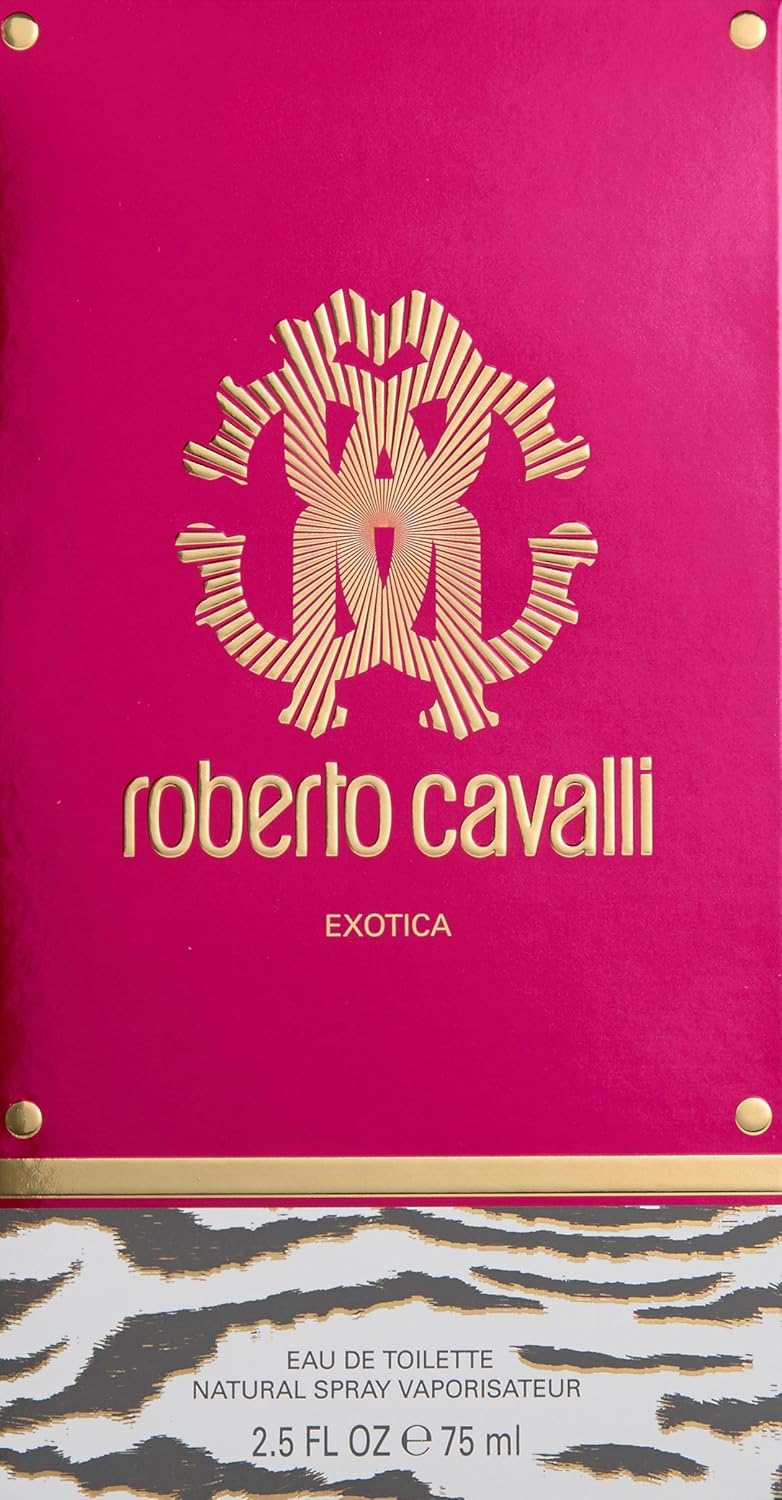 roberto cavalli
EXOTICA
EAU DE TOILETTE
NATURAL SPRAY VAPORISATEUR
2.5 FL OZ ℮ 75 ml